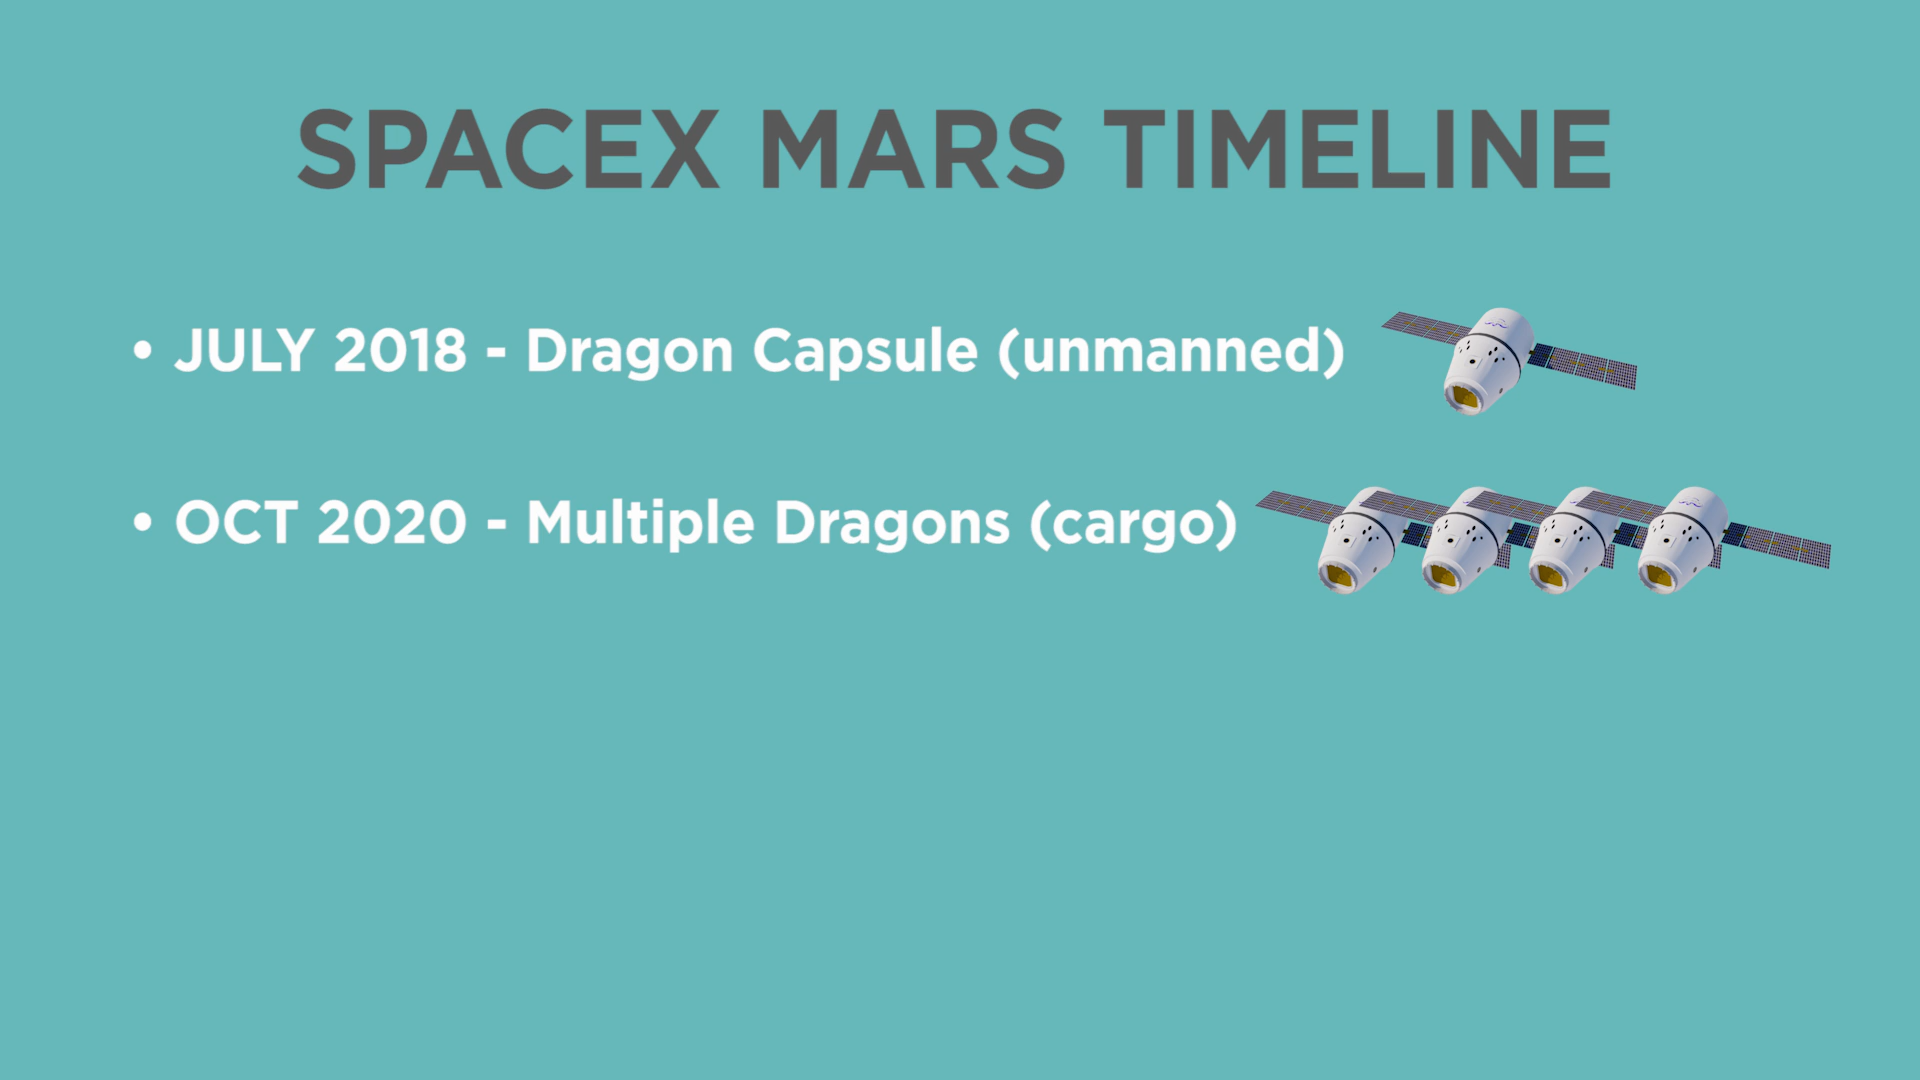 SPACEX MARS TIMELINE
• JULY 2018 - Dragon Capsule (unmanned)
• OCT 2020 - Multiple Dragons (cargo)